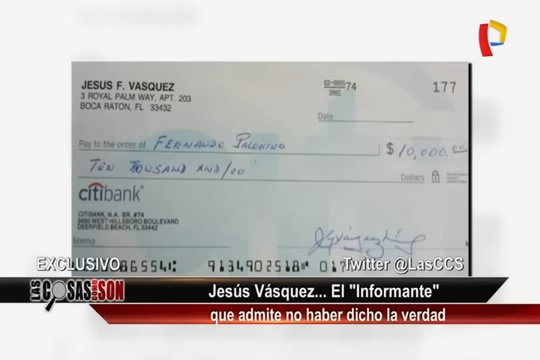 JESUS F. VASQUEZ
3 ROYAL PALM WAY, APT. 203
BOCA RATON, FL 33432
74
177
Date
Pay to the order of FERNANDO PALOMINO $10,000.00
TEN TOUSAND AND/00 Dollars
citibank
CITIBANK, N.A. BR. #74
WEST HILLSBORO BOULEVARD
DEERFIELD BEACH, FL 33442
Memo
EXCLUSIVO
Twitter @LasCCS
LAS COSAS COMO SON
Jesús Vásquez... El "Informante"
que admite no haber dicho la verdad